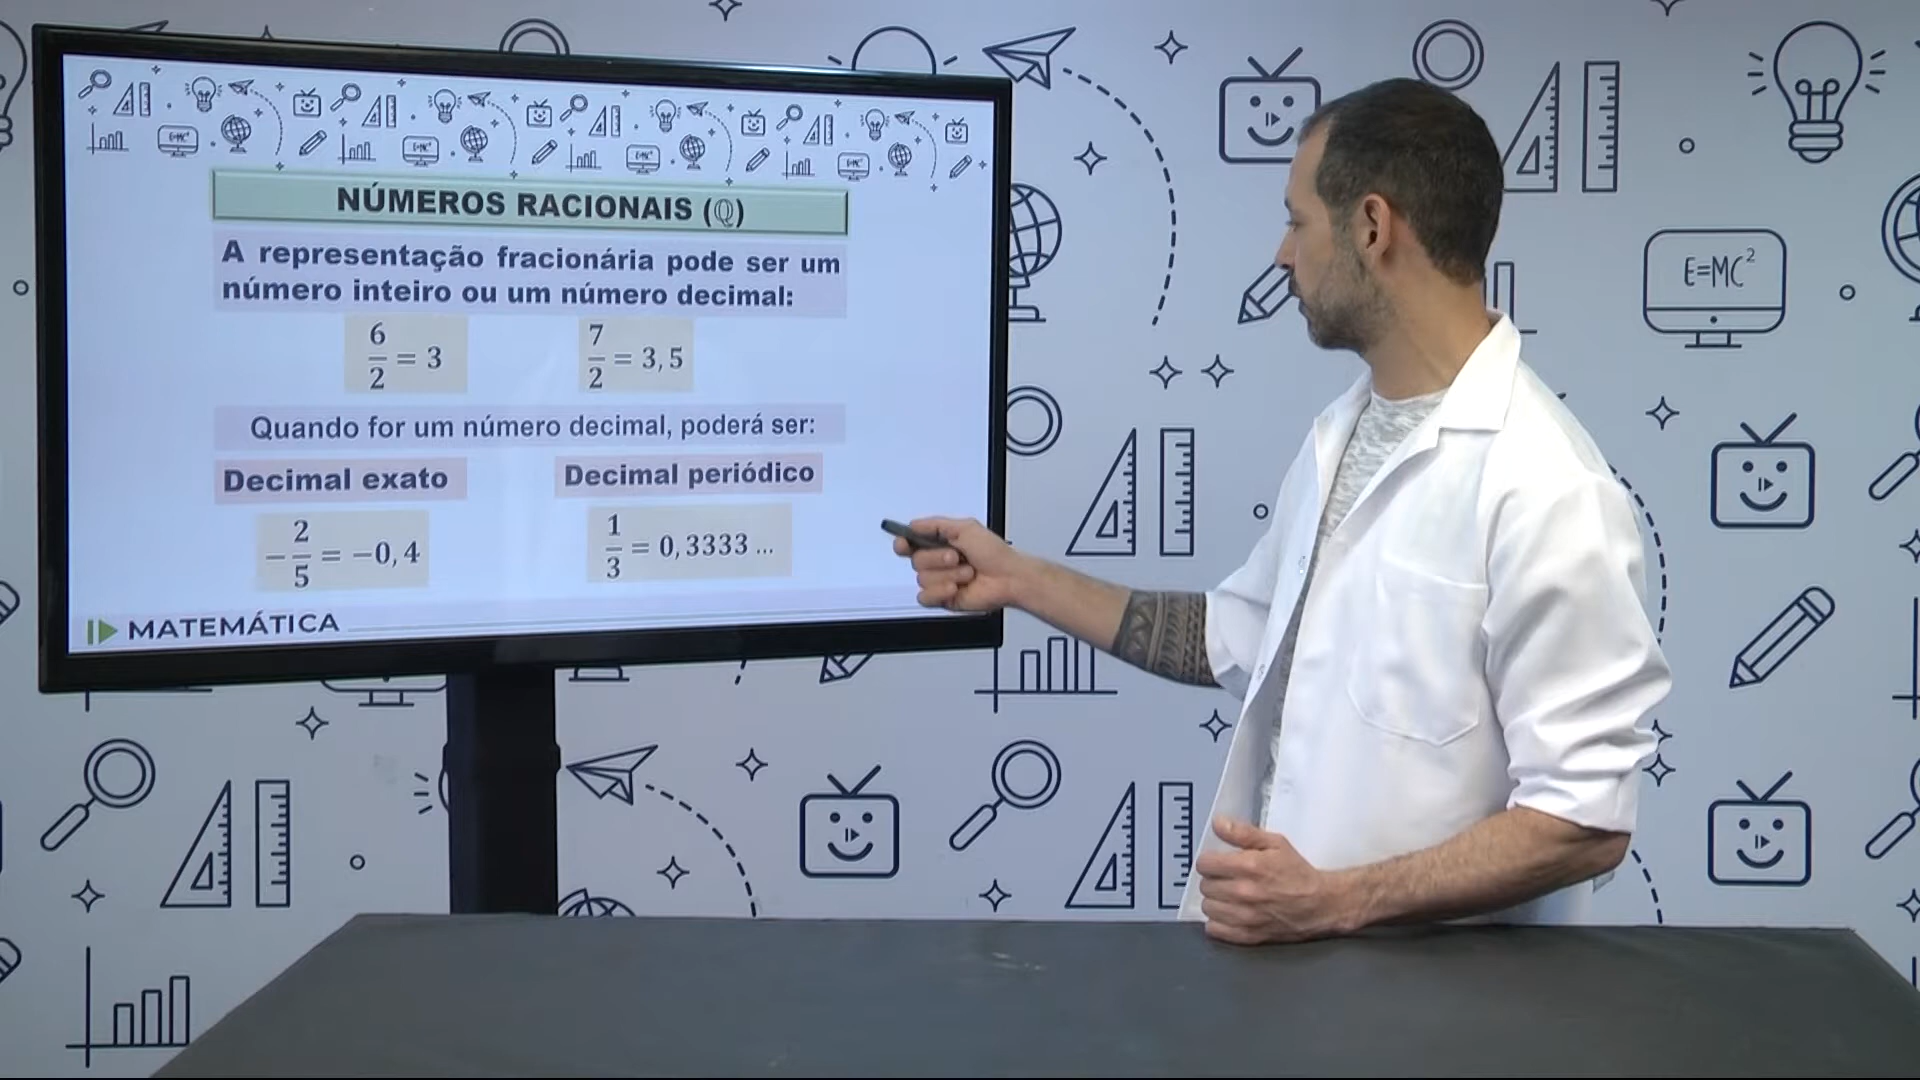 NÚMEROS RACIONAIS (ℚ)
A representação fracionária pode ser um
número inteiro ou um número decimal:
6/2 = 3
7/2 = 3,5
Quando for um número decimal, poderá ser:
Decimal exato
Decimal periódico
-2/5 = -0,4
1/3 = 0,3333 ...
MATEMÁTICA
E=MC²